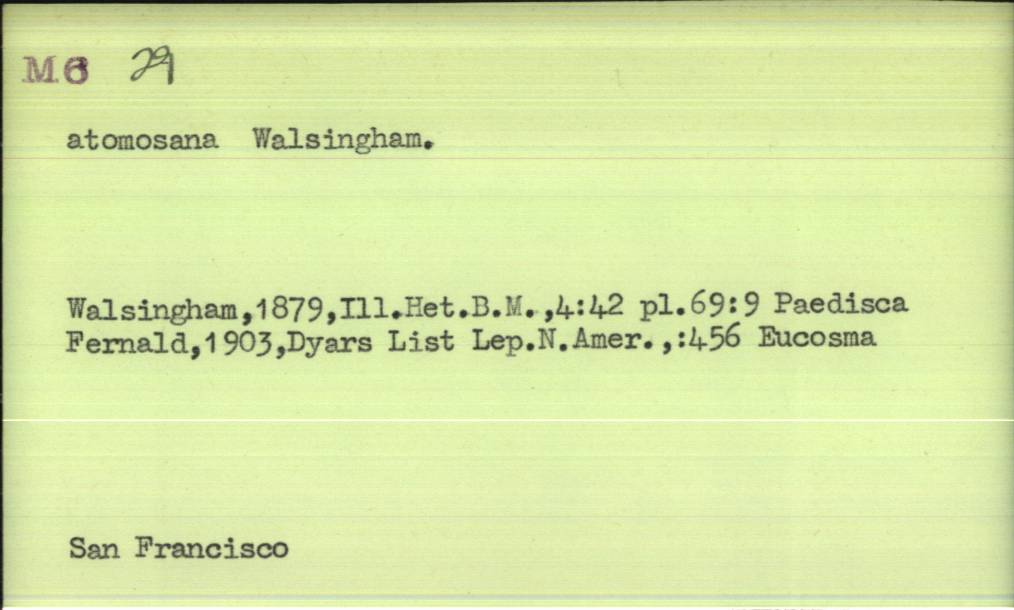 M6 29
atomosana Walsingham.
Walsingham,1879,Ill.Het.B.M.,4:42 pl.69:9 Paedisca
Fernald,1903,Dyars List Lep.N.Amer.,:456 Eucosma
San Francisco